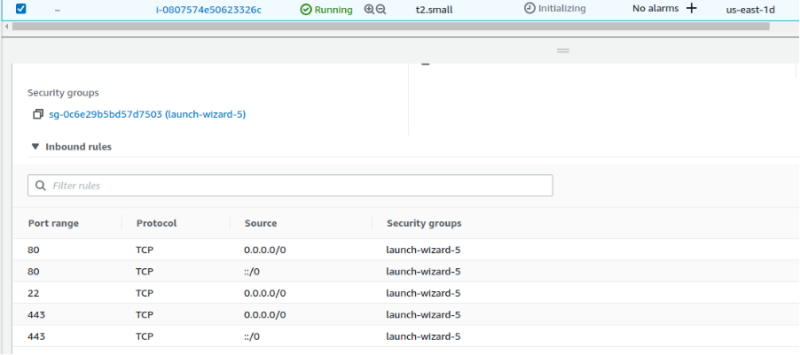 – i-0807574e50623326c Running t2.small Initializing No alarms + us-east-1d
Security groups
sg-0c6e29b5bd57d7503 (launch-wizard-5)
Inbound rules
Filter rules
Port range Protocol Source Security groups
80 TCP 0.0.0.0/0 launch-wizard-5
80 TCP ::/0 launch-wizard-5
22 TCP 0.0.0.0/0 launch-wizard-5
443 TCP 0.0.0.0/0 launch-wizard-5
443 TCP ::/0 launch-wizard-5